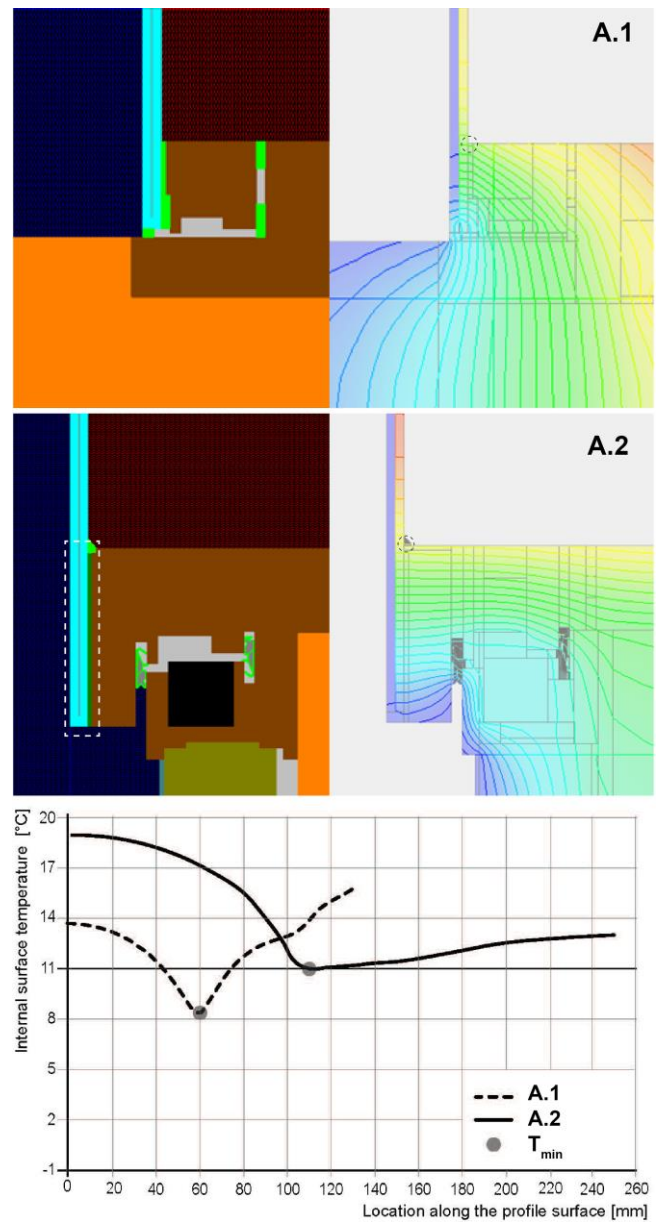 A.1
A.2
Internal surface temperature [°C]
20
17
14
11
8
5
2
-1
A.1
A.2
Tmin
0 20 40 60 80 100 120 140 160 180 200 220 240 260
Location along the profile surface [mm]